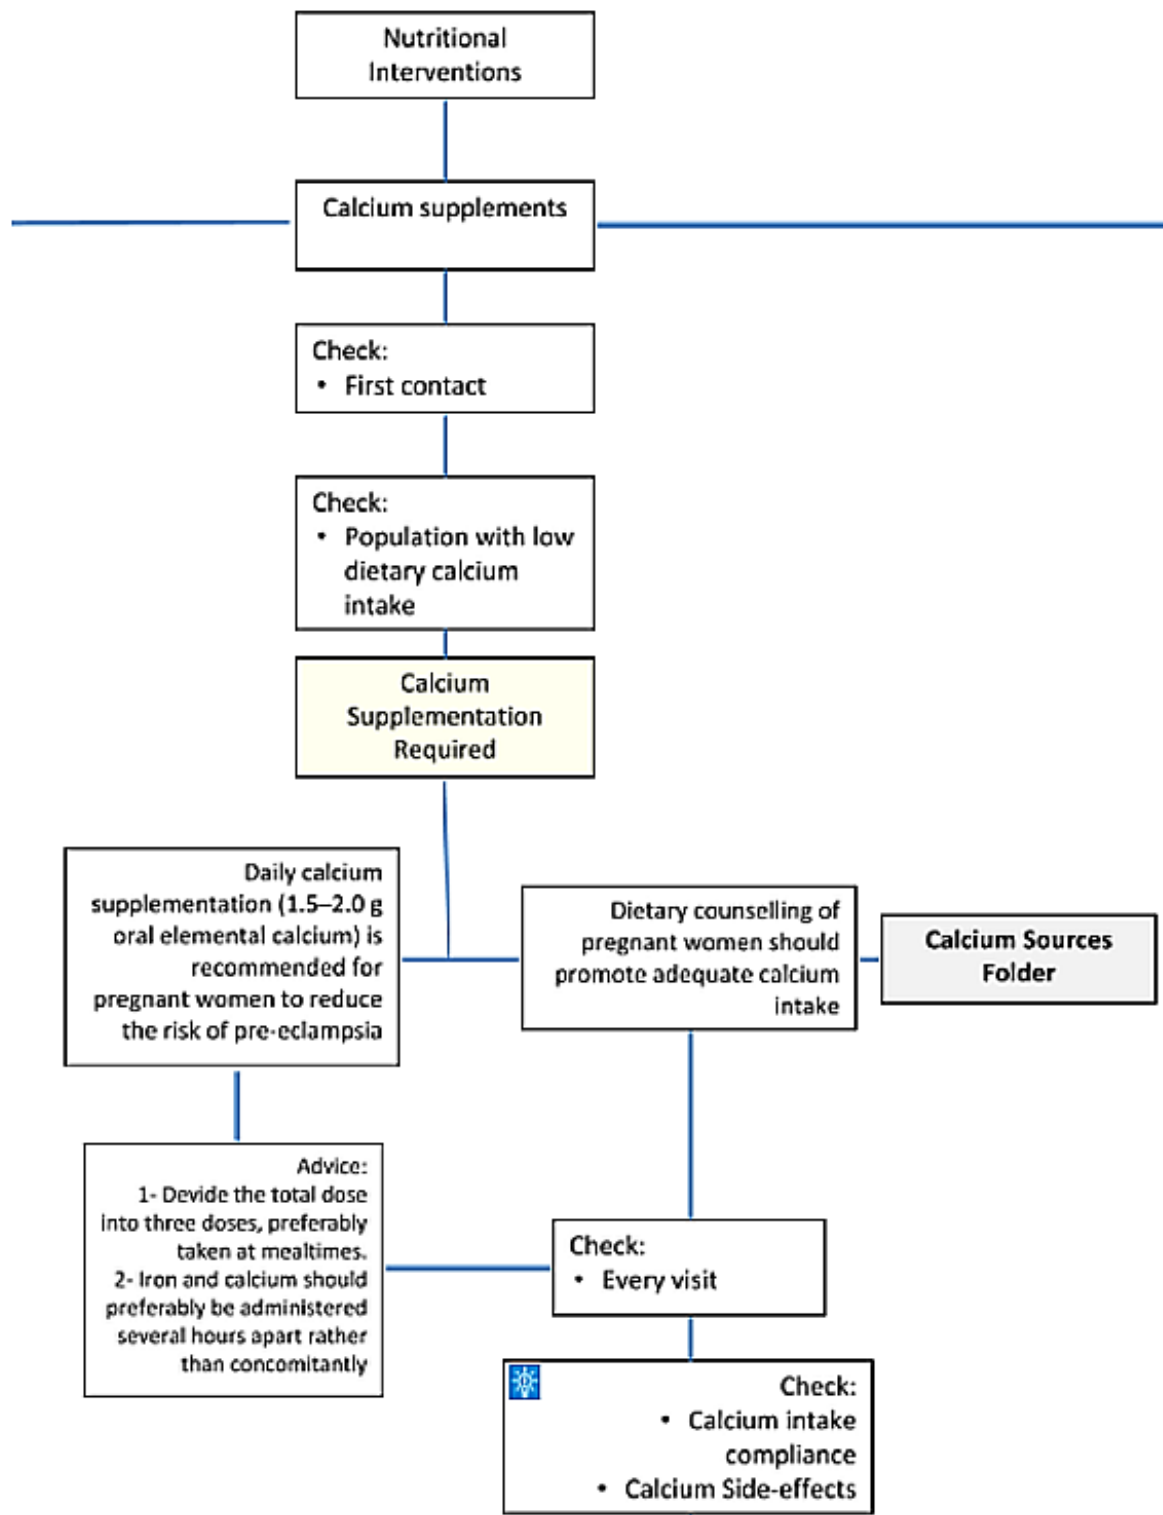 Nutritional
Interventions
Calcium supplements
Check:
• First contact
Check:
• Population with low
dietary calcium
intake
Calcium
Supplementation
Required
Daily calcium
supplementation (1.5–2.0 g
oral elemental calcium) is
recommended for
pregnant women to reduce
the risk of pre-eclampsia
Dietary counselling of
pregnant women should
promote adequate calcium
intake
Calcium Sources
Folder
Advice:
1- Devide the total dose
into three doses, preferably
taken at mealtimes.
2- Iron and calcium should
preferably be administered
several hours apart rather
than concomitantly
Check:
• Every visit
Check:
• Calcium intake
compliance
• Calcium Side-effects